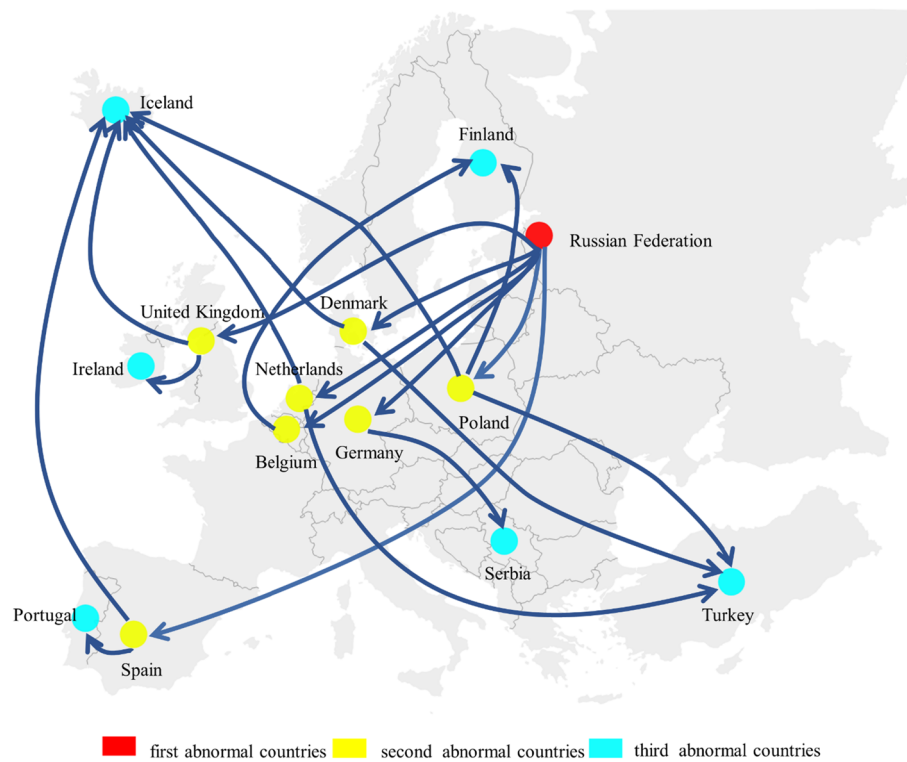 Iceland
Finland
Russian Federation
Denmark
United Kingdom
Ireland
Netherlands
Poland
Germany
Belgium
Serbia
Turkey
Portugal
Spain
first abnormal countries second abnormal countries third abnormal countries